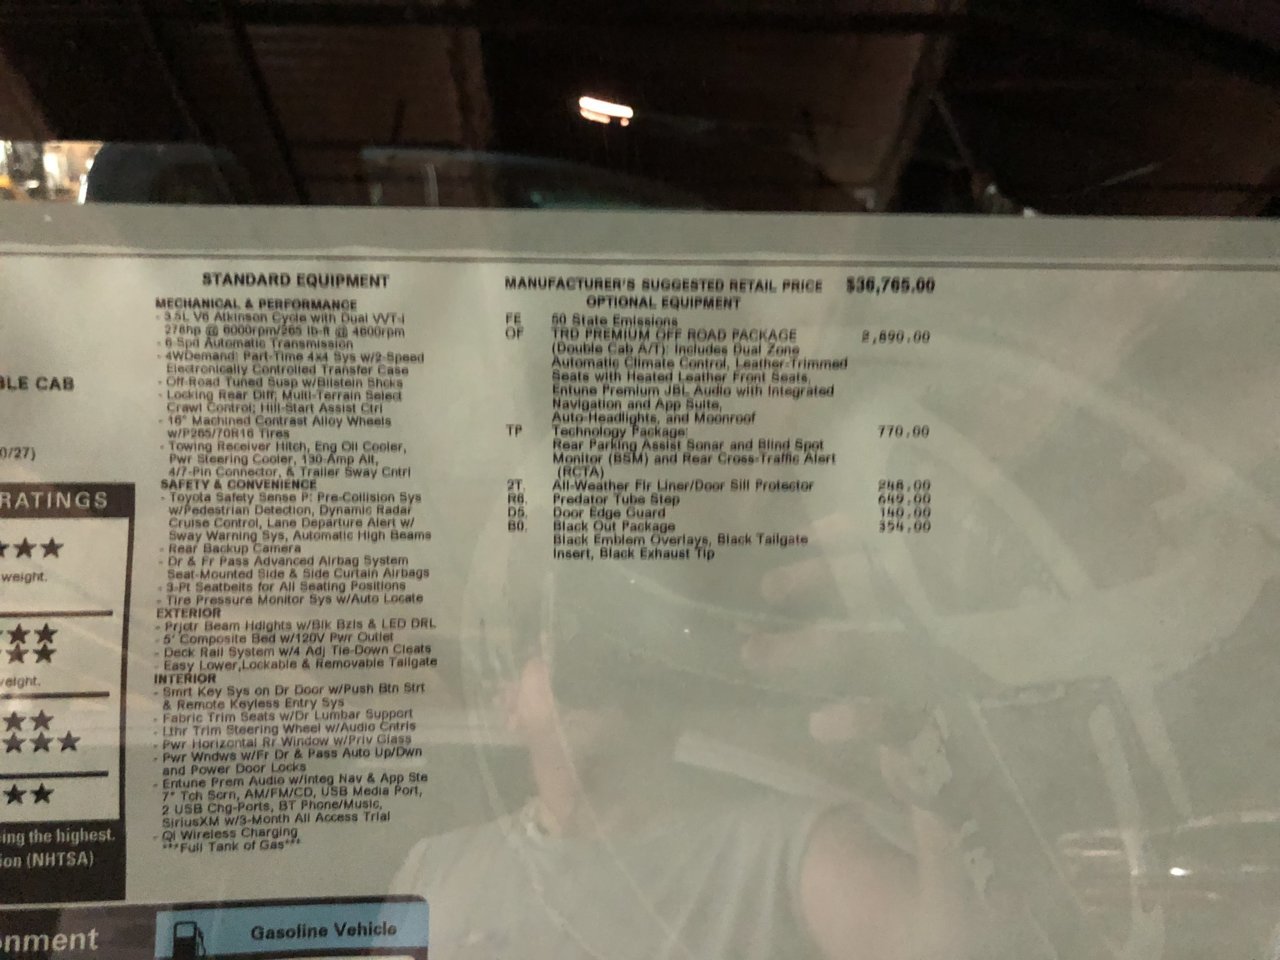 STANDARD EQUIPMENT
MECHANICAL & PERFORMANCE
- 3.5L V6 Atkinson Cycle with Dual VVT-i
278hp @ 6000rpm/265 lb-ft @ 4600rpm
- 6 Spd Automatic Transmission
- 4WDemand: Part-Time 4x4 Sys w/2-Speed
Electronically Controlled Transfer Case
- Off-Road Tuned Susp w/Bilstein Shcks
- Locking Rear Diff; Multi-Terrain Select
Crawl Control; Hill-Start Assist Ctrl
- 16" Machined Contrast Alloy Wheels
w/P265/70R16 Tires
- Towing Receiver Hitch, Eng Oil Cooler,
Pwr Steering Cooler, 130-Amp Alt,
4/7-Pin Connector, & Trailer Sway Cntrl
SAFETY & CONVENIENCE
- Toyota Safety Sense P: Pre-Collision Sys
w/Pedestrian Detection, Dynamic Radar
Cruise Control, Lane Departure Alert w/
Sway Warning Sys, Automatic High Beams
- Rear Backup Camera
- Dr & Fr Pass Advanced Airbag System
Seat-Mounted Side & Side Curtain Airbags
- 3-Pt Seatbelts for All Seating Positions
- Tire Pressure Monitor Sys w/Auto Locate
EXTERIOR
- Prjctr Beam Hdlghts w/Blk Bzls & LED DRL
- 5' Composite Bed w/120V Pwr Outlet
- Deck Rail System w/4 Adj Tie-Down Cleats
- Easy Lower,Lockable & Removable Tailgate
INTERIOR
- Smrt Key Sys on Dr Door w/Push Btn Strt
& Remote Keyless Entry Sys
- Fabric Trim Seats w/Dr Lumbar Support
- Lthr Trim Steering Wheel w/Audio Cntrls
- Pwr Horizontal Rr Window w/Priv Glass
- Pwr Wndws w/Fr Dr & Pass Auto Up/Dwn
and Power Door Locks
- Entune Prem Audio w/Integ Nav & App Ste
7" Tch Scrn, AM/FM/CD, USB Media Port,
2 USB Chg-Ports, BT Phone/Music,
SiriusXM w/3-Month All Access Trial
- Qi Wireless Charging
***Full Tank of Gas***
MANUFACTURER'S SUGGESTED RETAIL PRICE $36,765.00
OPTIONAL EQUIPMENT
FE 50 State Emissions
OF TRD PREMIUM OFF ROAD PACKAGE 2,890.00
(Double Cab A/T): Includes Dual Zone
Automatic Climate Control, Leather-Trimmed
Seats with Heated Leather Front Seats,
Entune Premium JBL Audio with Integrated
Navigation and App Suite,
Auto-Headlights, and Moonroof
TP Technology Package: 770.00
Rear Parking Assist Sonar and Blind Spot
Monitor (BSM) and Rear Cross-Traffic Alert
(RCTA)
2T. All-Weather Flr Liner/Door Sill Protector 248.00
R6. Predator Tube Step 649.00
D5. Door Edge Guard 140.00
B0. Black Out Package 354.00
Black Emblem Overlays, Black Tailgate
Insert, Black Exhaust Tip
BLE CAB
0/27)
RATINGS
weight.
eight.
ing the highest.
ion (NHTSA)
onment
Gasoline Vehicle